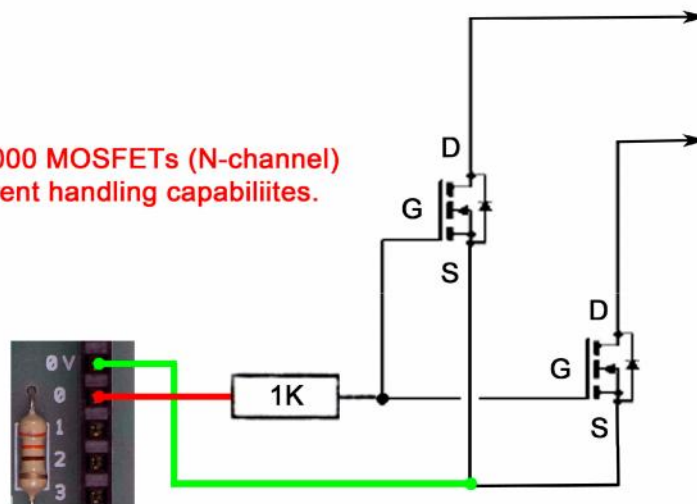 000 MOSFETs (N-channel)
ent handling capabiliites.
D
G
S
D
G
S
0V
0
1
2
3
1K